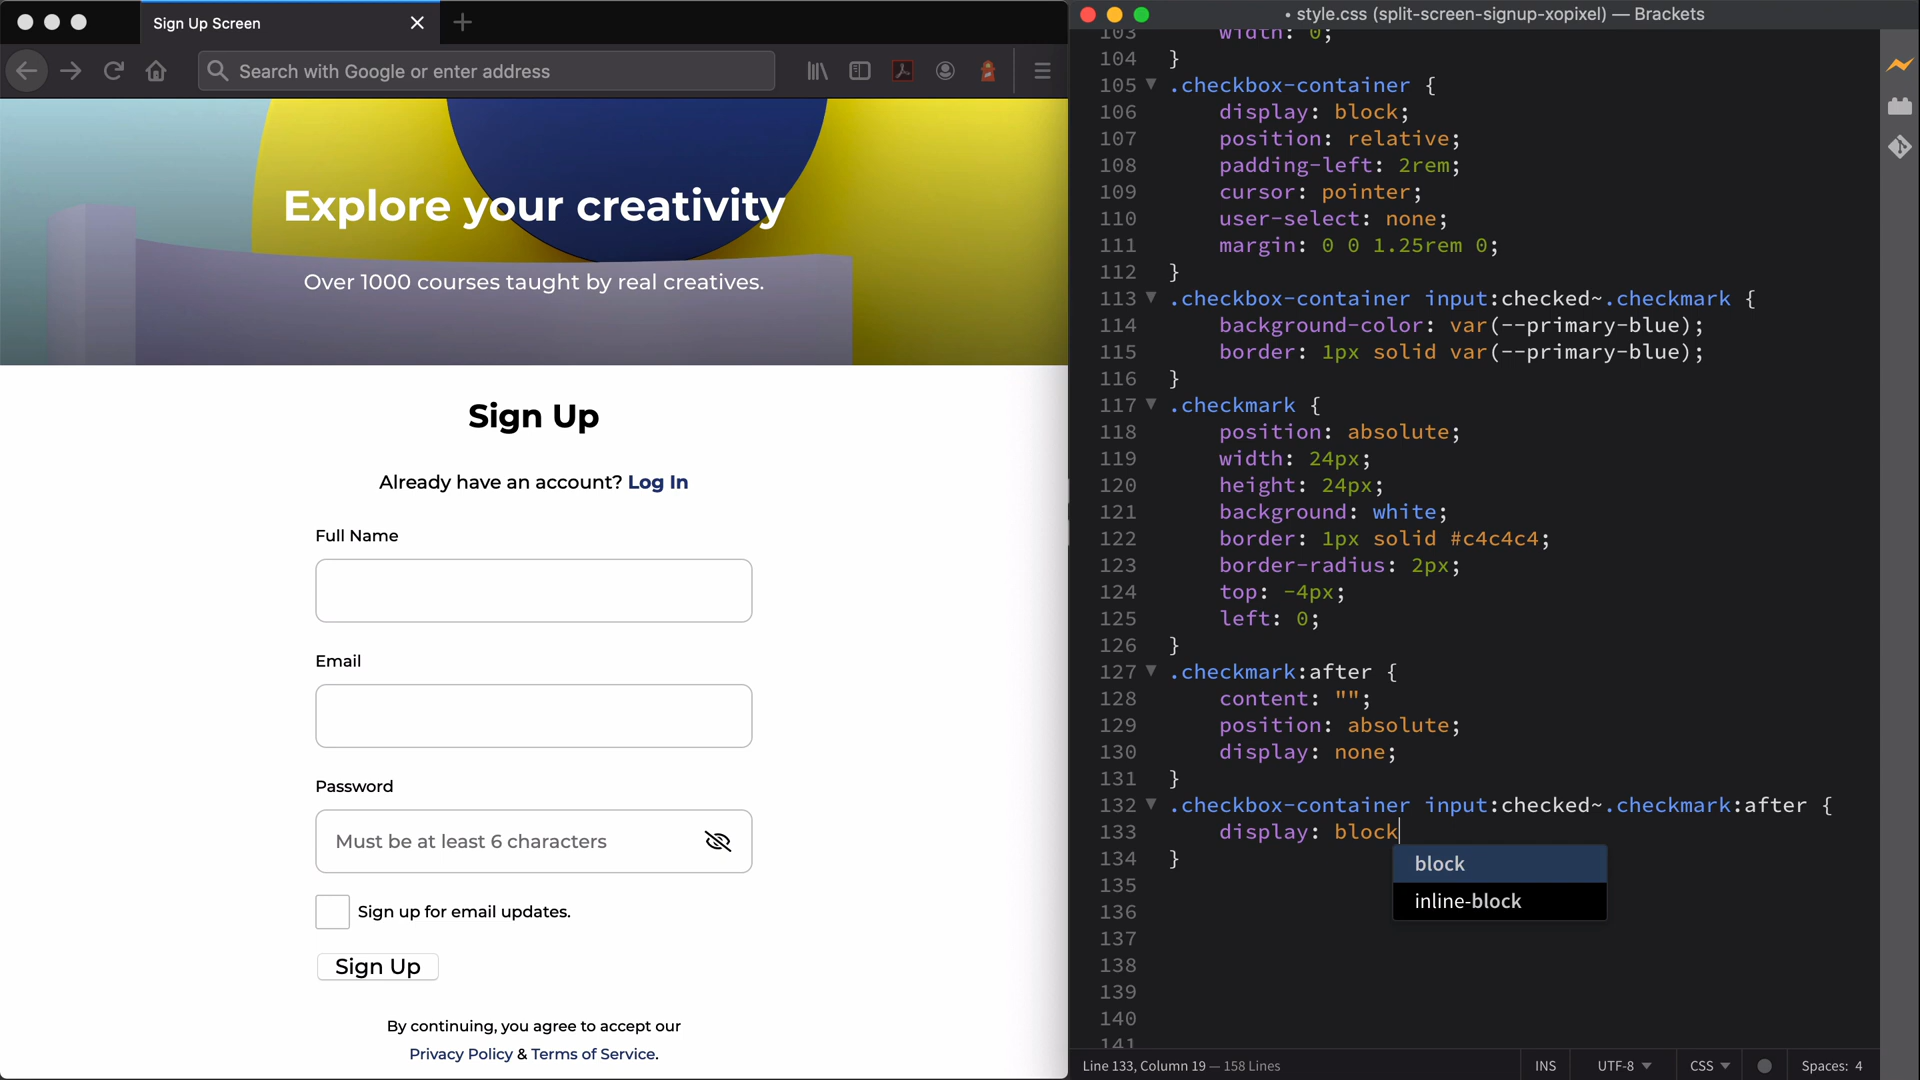 Sign Up Screen
Search with Google or enter address
Explore your creativity
Over 1000 courses taught by real creatives.
Sign Up
Already have an account? Log In
Full Name
Email
Password
Must be at least 6 characters
Sign up for email updates.
Sign Up
By continuing, you agree to accept our
Privacy Policy & Terms of Service.
• style.css (split-screen-signup-xopixel) — Brackets
103 width: 0;
104 }
105 .checkbox-container {
106 display: block;
107 position: relative;
108 padding-left: 2rem;
109 cursor: pointer;
110 user-select: none;
111 margin: 0 0 1.25rem 0;
112 }
113 .checkbox-container input:checked~.checkmark {
114 background-color: var(--primary-blue);
115 border: 1px solid var(--primary-blue);
116 }
117 .checkmark {
118 position: absolute;
119 width: 24px;
120 height: 24px;
121 background: white;
122 border: 1px solid #c4c4c4;
123 border-radius: 2px;
124 top: -4px;
125 left: 0;
126 }
127 .checkmark:after {
128 content: "";
129 position: absolute;
130 display: none;
131 }
132 .checkbox-container input:checked~.checkmark:after {
133 display: block
134 }
block
135
inline-block
136
137
138
139
140
141
Line 133, Column 19 — 158 Lines
INS
UTF-8
CSS
Spaces: 4